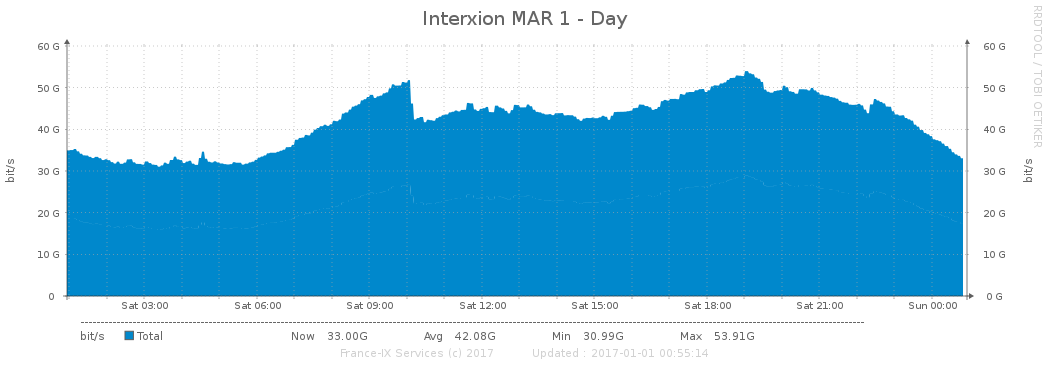 Interxion MAR 1 - Day
RRDTOOL / TOBI OETIKER
60 G 60 G
50 G 50 G
40 G 40 G
30 G 30 G
20 G 20 G
10 G 10 G
0 0 G
bit/s bit/s
Sat 03:00 Sat 06:00 Sat 09:00 Sat 12:00 Sat 15:00 Sat 18:00 Sat 21:00 Sun 00:00
bit/s Total Now 33.00G Avg 42.08G Min 30.99G Max 53.91G
France-IX Services (c) 2017 Updated : 2017-01-01 00:55:14